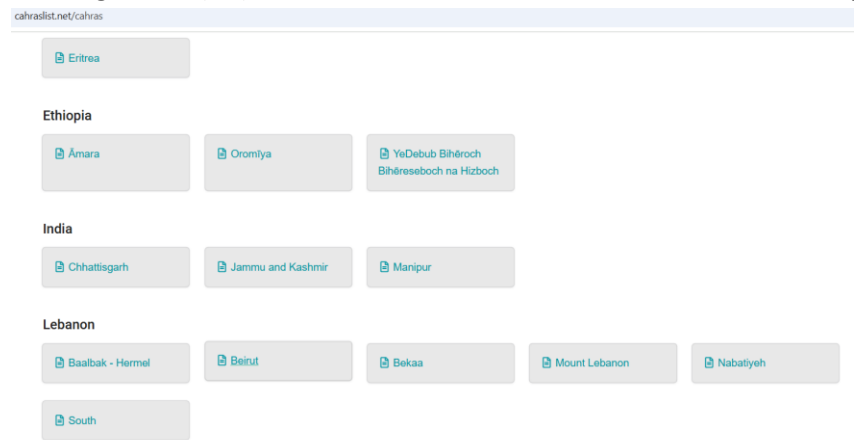 cahraslist.net/cahras
Eritrea
Ethiopia
Āmara
Oromīya
YeDebub Bihēroch
Bihēreseboch na Hizboch
India
Chhattisgarh
Jammu and Kashmir
Manipur
Lebanon
Baalbak - Hermel
Beirut
Bekaa
Mount Lebanon
Nabatiyeh
South